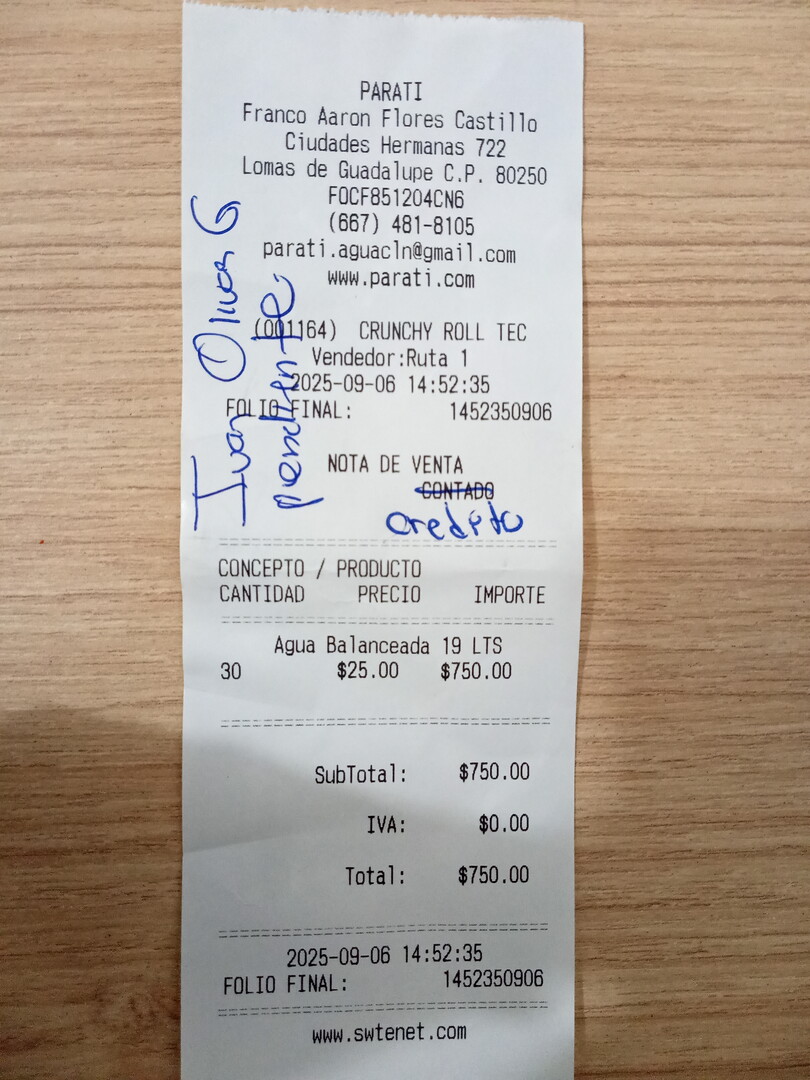 PARATI
Franco Aaron Flores Castillo
Ciudades Hermanas 722
Lomas de Guadalupe C.P. 80250
FOCF851204CN6
(667) 481-8105
parati.aguacln@gmail.com
www.parati.com
(001164) CRUNCHY ROLL TEC
Vendedor:Ruta 1
2025-09-06 14:52:35
FOLIO FINAL: 1452350906
Ivan Olivas G
pendiente
NOTA DE VENTA
CONTADO
credito
CONCEPTO / PRODUCTO
CANTIDAD PRECIO IMPORTE
Agua Balanceada 19 LTS
30 $25.00 $750.00
SubTotal: $750.00
IVA: $0.00
Total: $750.00
2025-09-06 14:52:35
FOLIO FINAL: 1452350906
www.swtenet.com